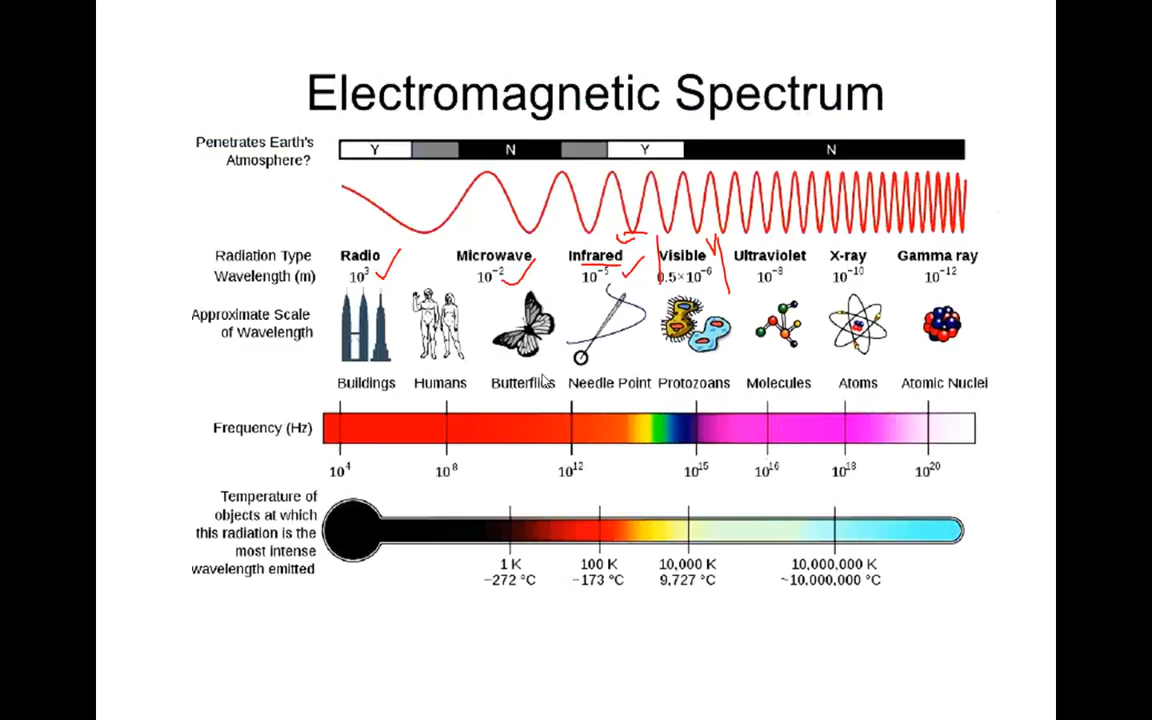 Electromagnetic Spectrum
Penetrates Earth's
Atmosphere?
Y N Y N
Radiation Type
Radio Microwave Infrared Visible Ultraviolet X-ray Gamma ray
Wavelength (m)
10³ 10⁻² 10⁻⁵ 0.5×10⁻⁶ 10⁻⁸ 10⁻¹⁰ 10⁻¹²
Approximate Scale
of Wavelength
Buildings Humans Butterflies Needle Point Protozoans Molecules Atoms Atomic Nuclei
Frequency (Hz)
10⁴ 10⁸ 10¹² 10¹⁵ 10¹⁶ 10¹⁸ 10²⁰
Temperature of
objects at which
this radiation is the
most intense
wavelength emitted
1 K 100 K 10,000 K 10,000,000 K
−272 °C −173 °C 9,727 °C ~10,000,000 °C